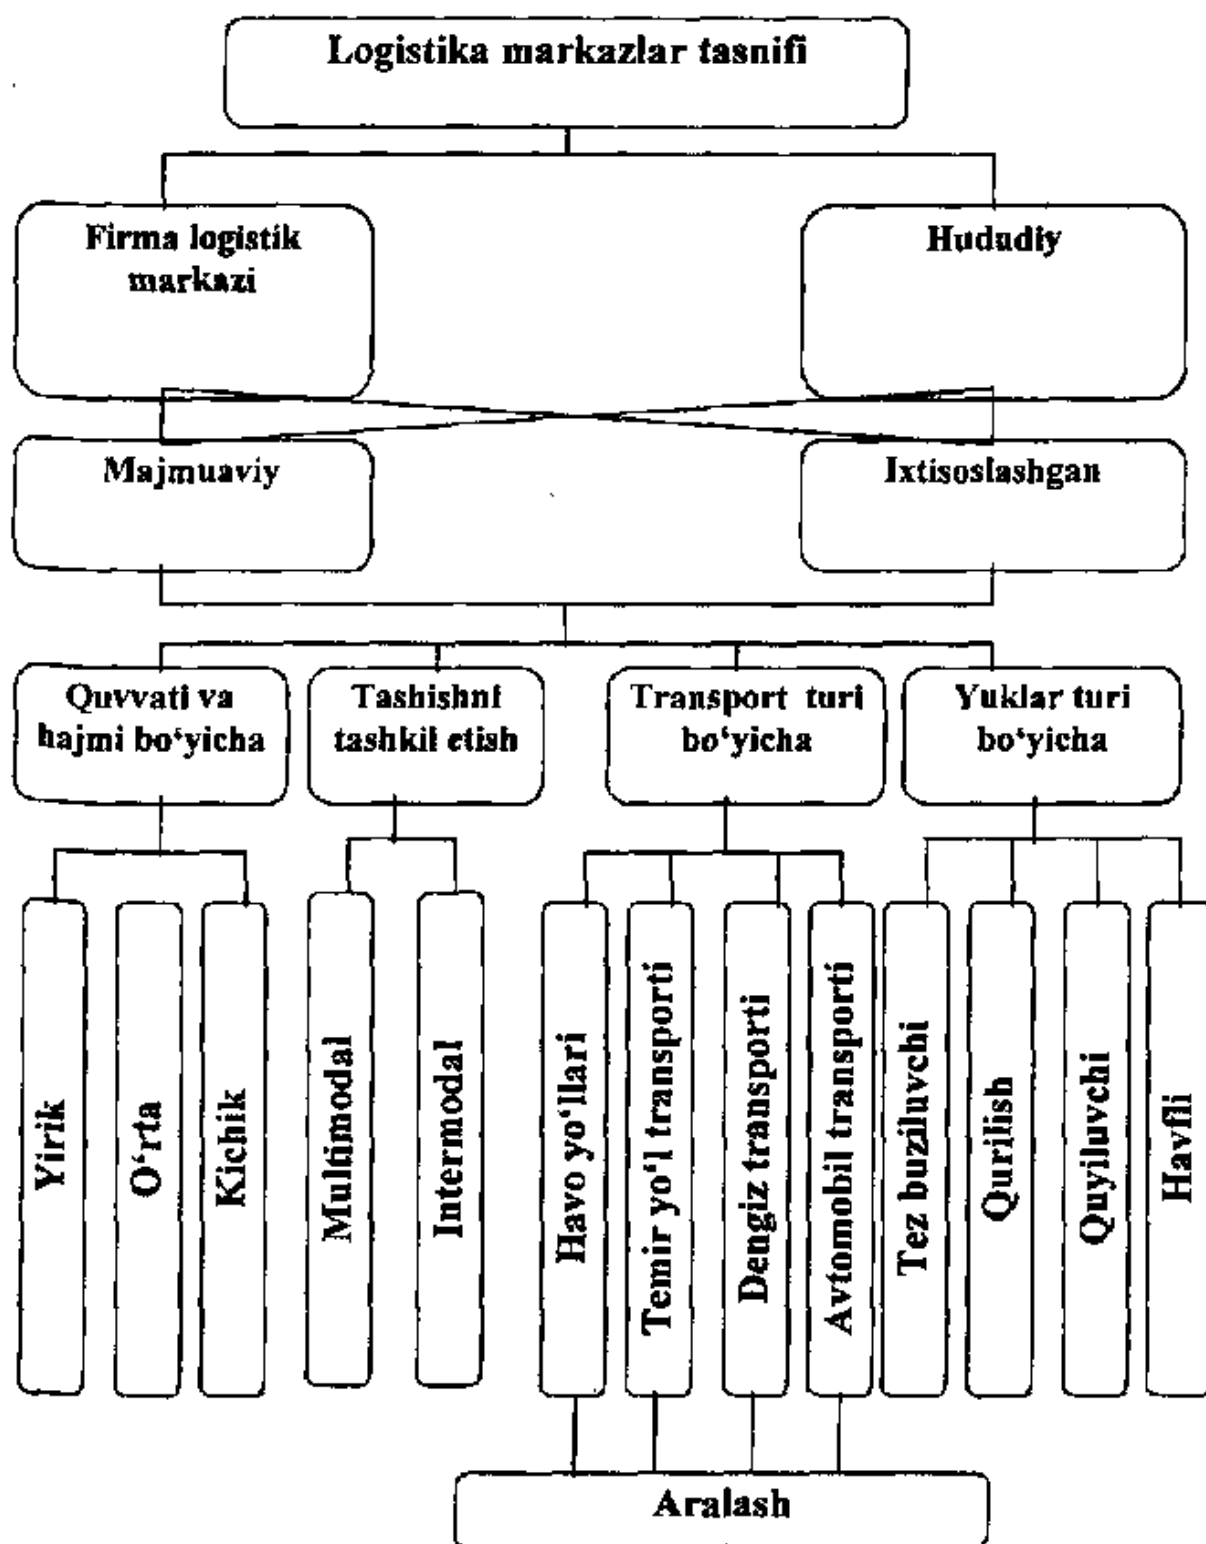 Logistika markazlar tasnifi
Firma logistik
markazi
Hududiy
Majmuaviy
Ixtisoslashgan
Quvvati va
hajmi bo‘yicha
Tashishni
tashkil etish
Transport turi
bo‘yicha
Yuklar turi
bo‘yicha
Yirik
O‘rta
Kichik
Multimodal
Intermodal
Havo yo‘llari
Temir yo‘l transporti
Dengiz transporti
Avtomobil transporti
Tez buziluvchi
Qurilish
Quyiluvchi
Havfli
Aralash